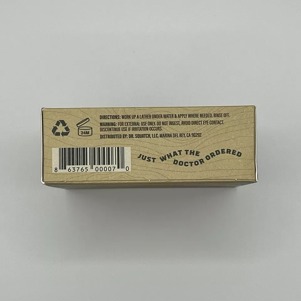 DIRECTIONS: WORK UP A LATHER UNDER WATER & APPLY WHERE NEEDED. RINSE OFF.
WARNING: FOR EXTERNAL USE ONLY. DO NOT INGEST. AVOID DIRECT EYE CONTACT.
DISCONTINUE USE IF IRRITATION OCCURS.
DISTRIBUTED BY: DR. SQUATCH, LLC. MARINA DEL REY, CA 90292
24M
JUST WHAT THE
DOCTOR ORDERED
8 63765 00007 0